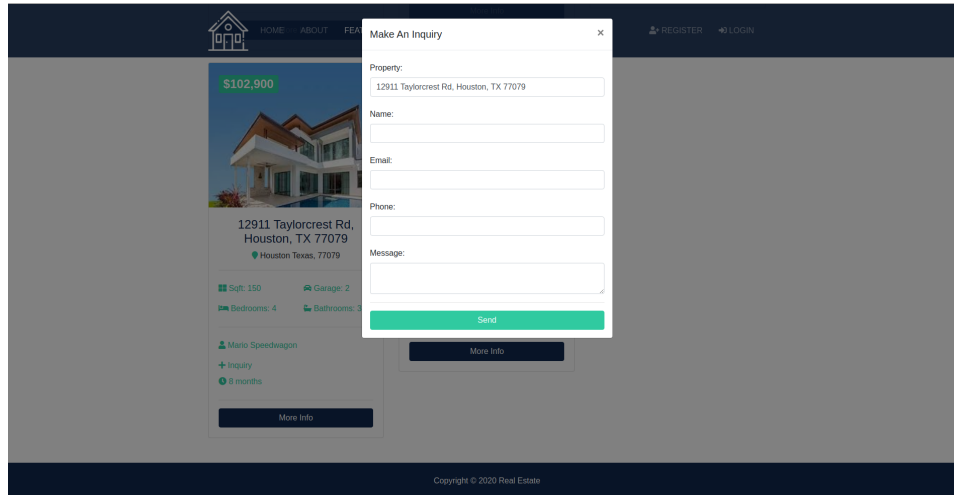 HOME
ABOUT
FEAT
REGISTER
LOGIN
Make An Inquiry
×
Property:
12911 Taylorcrest Rd, Houston, TX 77079
Name:
Email:
Phone:
Message:
Send
$102,900
12911 Taylorcrest Rd,
Houston, TX 77079
Houston Texas, 77079
Sqft: 150
Garage: 2
Bedrooms: 4
Bathrooms: 3
Mario Speedwagon
Inquiry
8 months
More Info
More Info
Copyright © 2020 Real Estate